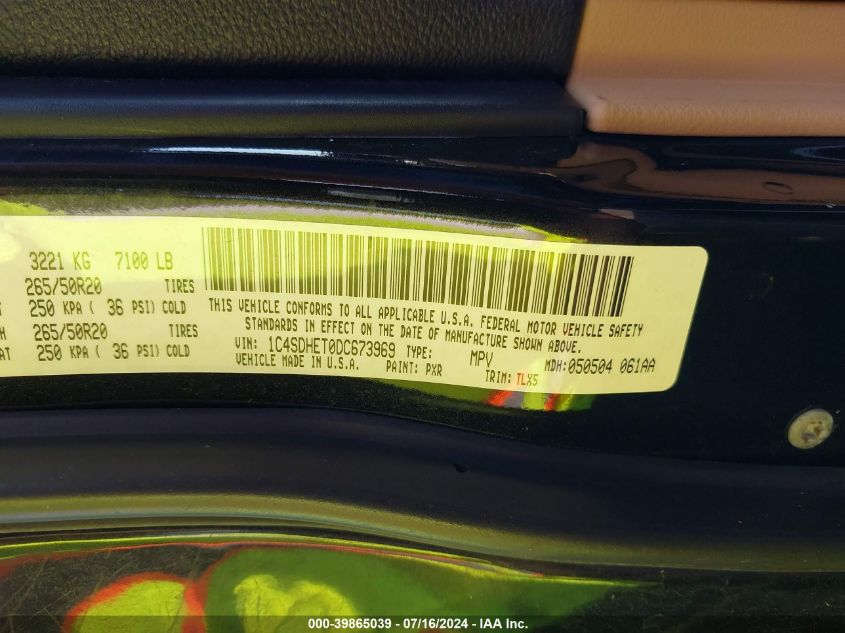 3221 KG 7100 LB
265/50R20 TIRES
250 KPA ( 36 PSI) COLD
265/50R20 TIRES
250 KPA ( 36 PSI) COLD
THIS VEHICLE CONFORMS TO ALL APPLICABLE U.S.A. FEDERAL MOTOR VEHICLE SAFETY
STANDARDS IN EFFECT ON THE DATE OF MANUFACTURE SHOWN ABOVE.
VIN: 1C4SDHET0DC673969 TYPE: MPV MDH:050504 061AA
VEHICLE MADE IN U.S.A. PAINT: PXR TRIM: TLX5
000-39865039 - 07/16/2024 - IAA Inc.